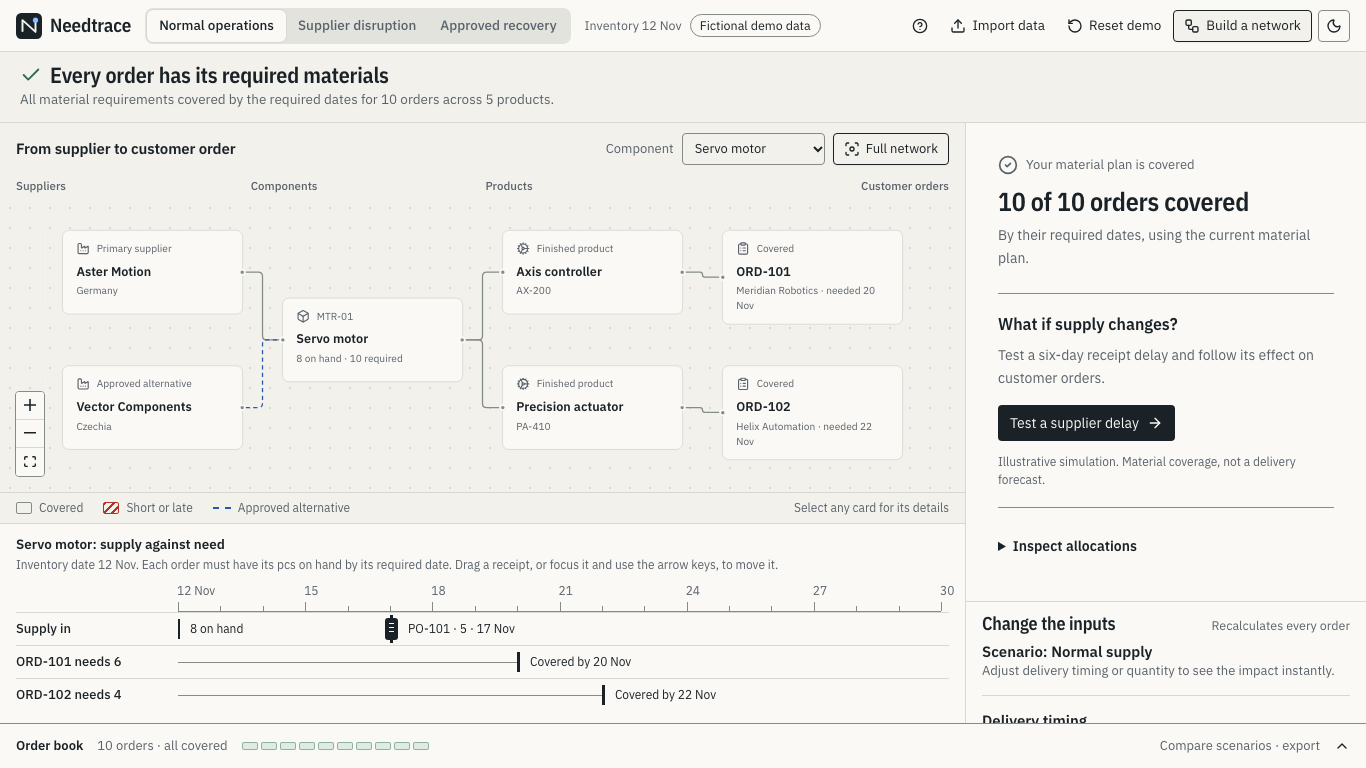 Needtrace
Normal operations
Supplier disruption
Approved recovery
Inventory 12 Nov
Fictional demo data
Import data
Reset demo
Build a network
Every order has its required materials
All material requirements covered by the required dates for 10 orders across 5 products.
From supplier to customer order
Component
Servo motor
Full network
Suppliers
Components
Products
Customer orders
Primary supplier
Aster Motion
Germany
Approved alternative
Vector Components
Czechia
MTR-01
Servo motor
8 on hand · 10 required
Finished product
Axis controller
AX-200
Finished product
Precision actuator
PA-410
Covered
ORD-101
Meridian Robotics · needed 20
Nov
Covered
ORD-102
Helix Automation · needed 22
Nov
Covered
Short or late
Approved alternative
Select any card for its details
Servo motor: supply against need
Inventory date 12 Nov. Each order must have its pcs on hand by its required date. Drag a receipt, or focus it and use the arrow keys, to move it.
12 Nov
15
18
21
24
27
30
Supply in
8 on hand
PO-101 · 5 · 17 Nov
ORD-101 needs 6
Covered by 20 Nov
ORD-102 needs 4
Covered by 22 Nov
Your material plan is covered
10 of 10 orders covered
By their required dates, using the current material
plan.
What if supply changes?
Test a six-day receipt delay and follow its effect on
customer orders.
Test a supplier delay
Illustrative simulation. Material coverage, not a delivery
forecast.
Inspect allocations
Change the inputs
Recalculates every order
Scenario: Normal supply
Adjust delivery timing or quantity to see the impact instantly.
Delivery timing
Order book
10 orders · all covered
Compare scenarios · export